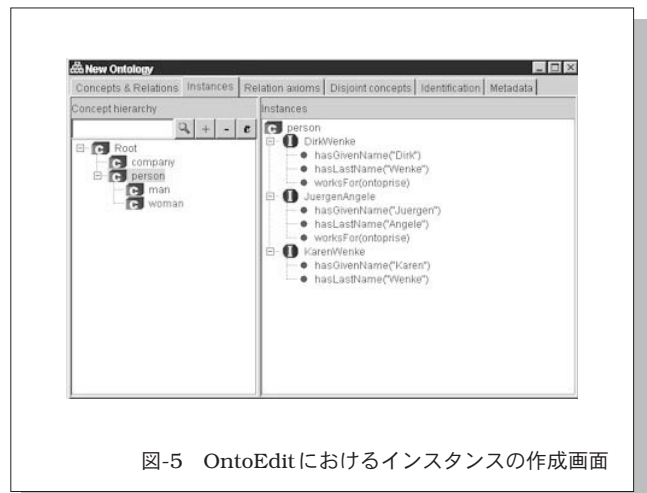 New Ontology
Concepts & Relations Instances Relation axioms Disjoint concepts Identification Metadata
Concept hierarchy
+ - c
C Root
C company
C person
C man
C woman
Instances
C person
I DirkWenke
hasGivenName("Dirk")
hasLastName("Wenke")
worksFor(ontoprise)
I JuergenAngele
hasGivenName("Juergen")
hasLastName("Angele")
worksFor(ontoprise)
I KarenWenke
hasGivenName("Karen")
hasLastName("Wenke")
図-5 OntoEditにおけるインスタンスの作成画面